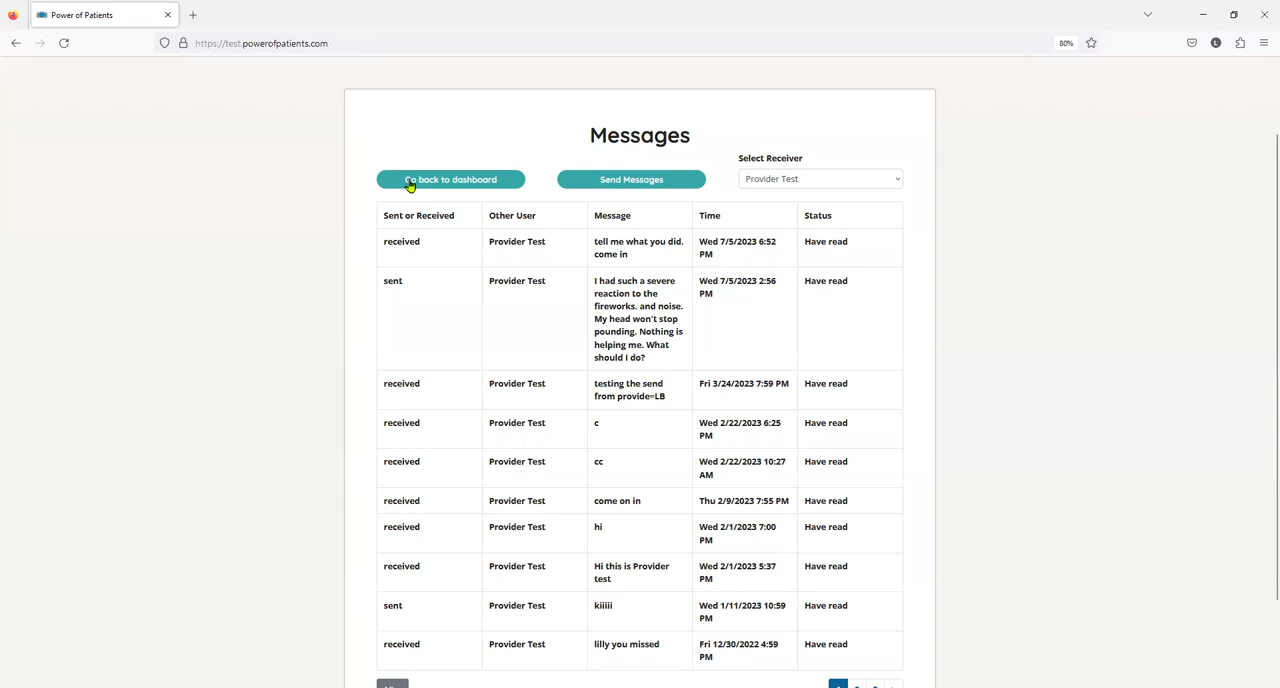 Power of Patients
https://test.powerofpatients.com
80%
L
Messages
Select Receiver
Go back to dashboard
Send Messages
Provider Test
Sent or Received Other User Message Time Status
received Provider Test tell me what you did. Wed 7/5/2023 6:52 Have read
come in PM
sent Provider Test I had such a severe Wed 7/5/2023 2:56 Have read
reaction to the PM
fireworks. and noise.
My head won't stop
pounding. Nothing is
helping me. What
should I do?
received Provider Test testing the send Fri 3/24/2023 7:59 PM Have read
from provide=LB
received Provider Test c Wed 2/22/2023 6:25 Have read
PM
received Provider Test cc Wed 2/22/2023 10:27 Have read
AM
received Provider Test come on in Thu 2/9/2023 7:55 PM Have read
received Provider Test hi Wed 2/1/2023 7:00 Have read
PM
received Provider Test Hi this is Provider Wed 2/1/2023 5:37 Have read
test PM
sent Provider Test kiiiii Wed 1/11/2023 10:59 Have read
PM
received Provider Test lilly you missed Fri 12/30/2022 4:59 Have read
PM